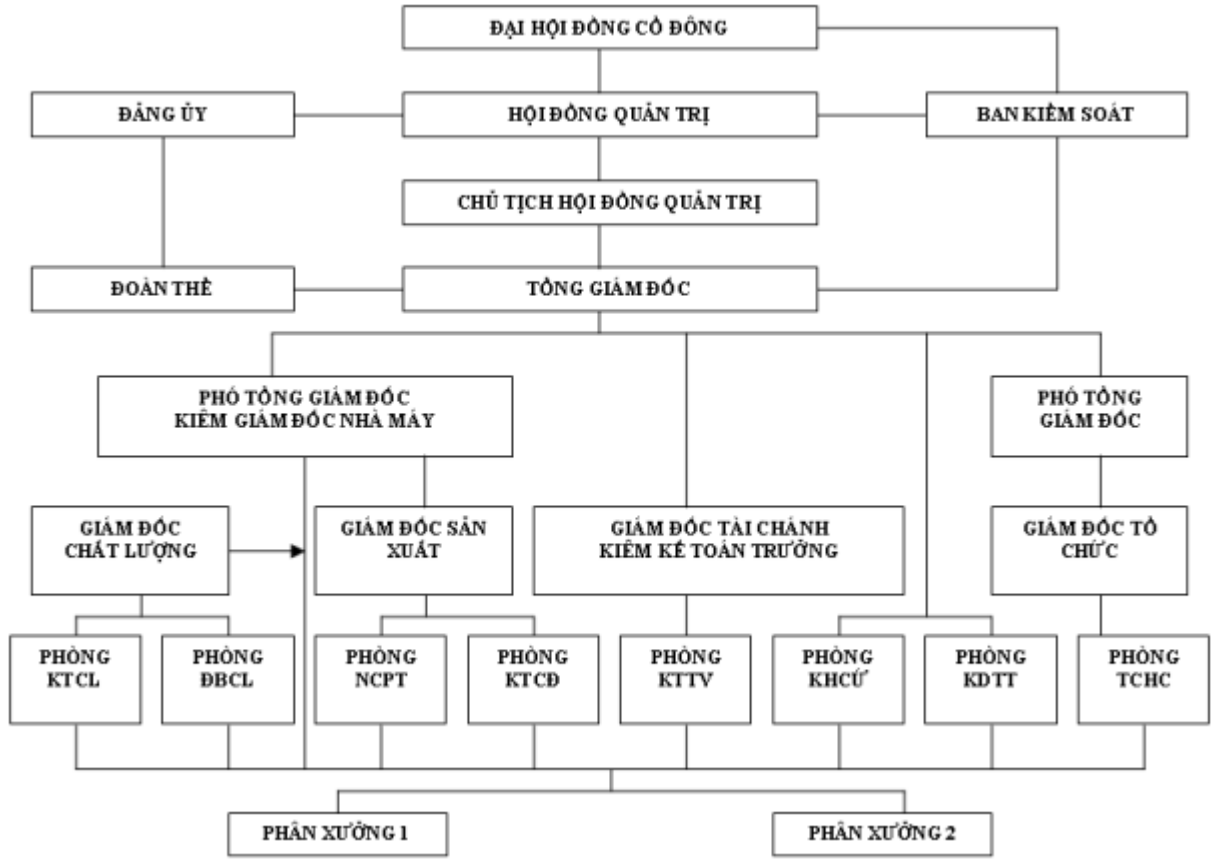 ĐẠI HỘI ĐỒNG CỔ ĐÔNG
ĐẢNG ỦY
HỘI ĐỒNG QUẢN TRỊ
BAN KIỂM SOÁT
CHỦ TỊCH HỘI ĐỒNG QUẢN TRỊ
ĐOÀN THỂ
TỔNG GIÁM ĐỐC
PHÓ TỔNG GIÁM ĐỐC
KIÊM GIÁM ĐỐC NHÀ MÁY
PHÓ TỔNG
GIÁM ĐỐC
GIÁM ĐỐC
CHẤT LƯỢNG
GIÁM ĐỐC SẢN
XUẤT
GIÁM ĐỐC TÀI CHÁNH
KIÊM KẾ TOÁN TRƯỞNG
GIÁM ĐỐC TỔ
CHỨC
PHÒNG
KTCL
PHÒNG
ĐBCL
PHÒNG
NCPT
PHÒNG
KTCĐ
PHÒNG
KTTV
PHÒNG
KHCỨ
PHÒNG
KDTT
PHÒNG
TCHC
PHÂN XƯỞNG 1
PHÂN XƯỞNG 2